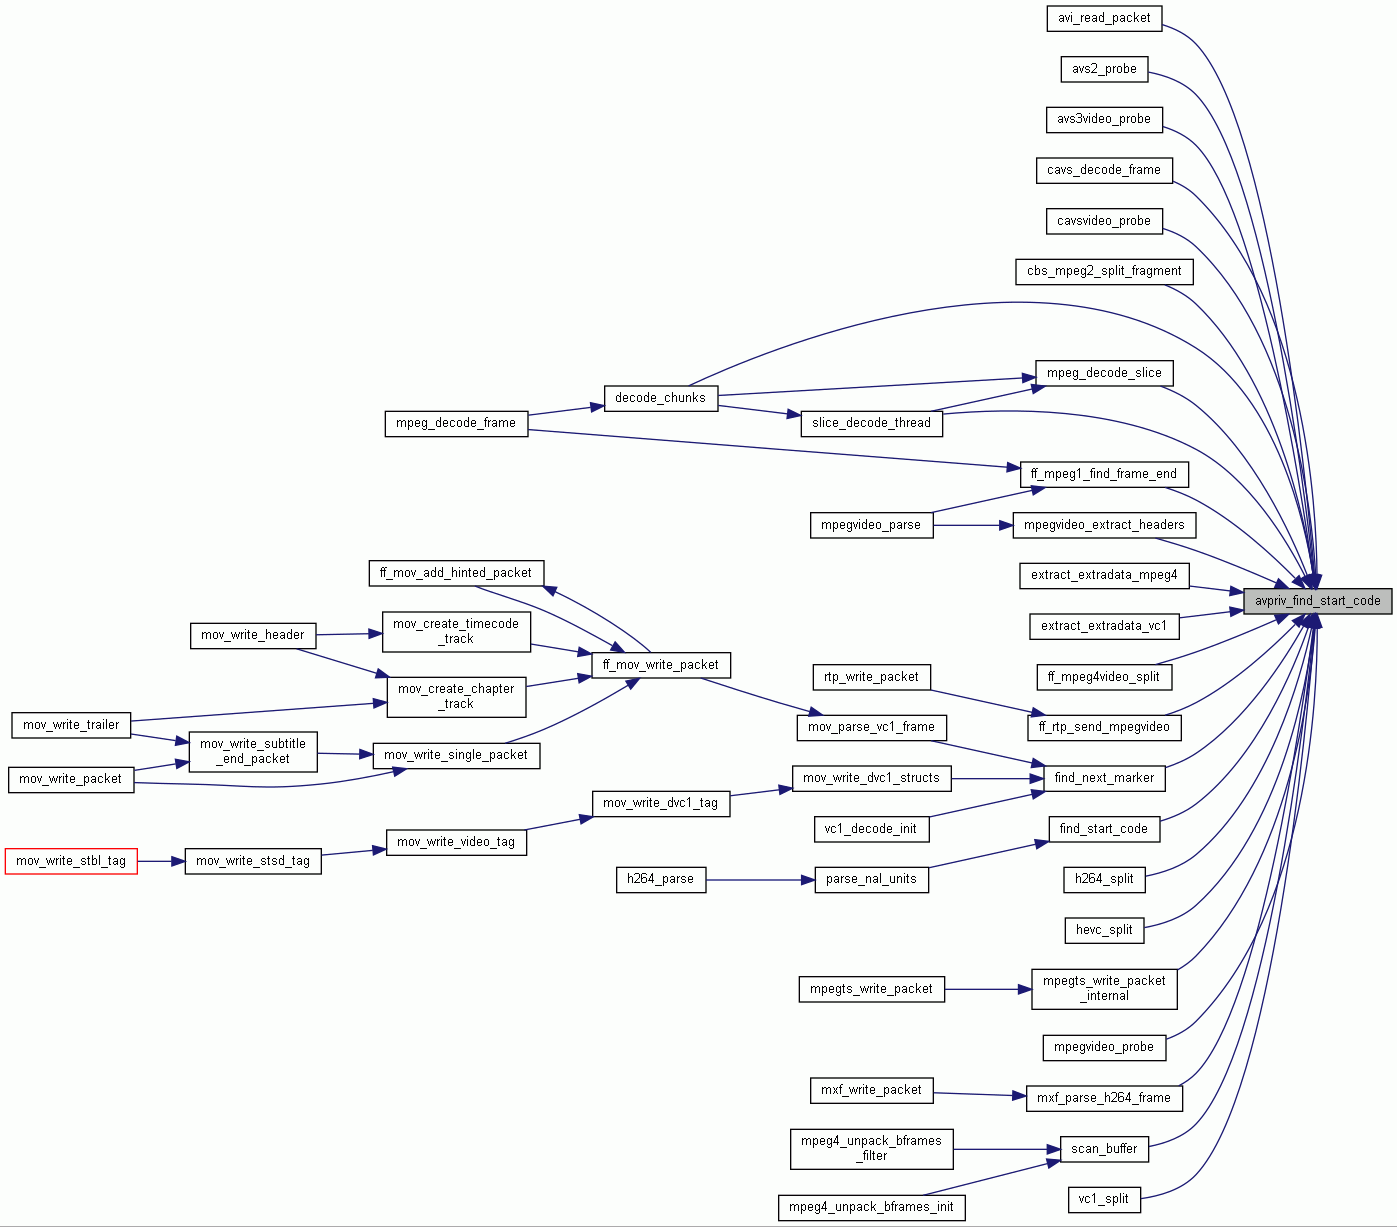 avi_read_packet
avs2_probe
avs3video_probe
cavs_decode_frame
cavsvideo_probe
cbs_mpeg2_split_fragment
mpeg_decode_slice
decode_chunks
mpeg_decode_frame
slice_decode_thread
ff_mpeg1_find_frame_end
mpegvideo_parse
mpegvideo_extract_headers
ff_mov_add_hinted_packet
extract_extradata_mpeg4
avpriv_find_start_code
mov_write_header
mov_create_timecode
_track
extract_extradata_vc1
ff_mov_write_packet
rtp_write_packet
ff_mpeg4video_split
mov_create_chapter
_track
mov_write_trailer
mov_parse_vc1_frame
ff_rtp_send_mpegvideo
mov_write_subtitle
_end_packet
mov_write_single_packet
mov_write_packet
mov_write_dvc1_structs
find_next_marker
mov_write_dvc1_tag
vc1_decode_init
find_start_code
mov_write_video_tag
mov_write_stbl_tag
mov_write_stsd_tag
h264_parse
parse_nal_units
h264_split
hevc_split
mpegts_write_packet
mpegts_write_packet
_internal
mpegvideo_probe
mxf_write_packet
mxf_parse_h264_frame
mpeg4_unpack_bframes
_filter
scan_buffer
mpeg4_unpack_bframes_init
vc1_split